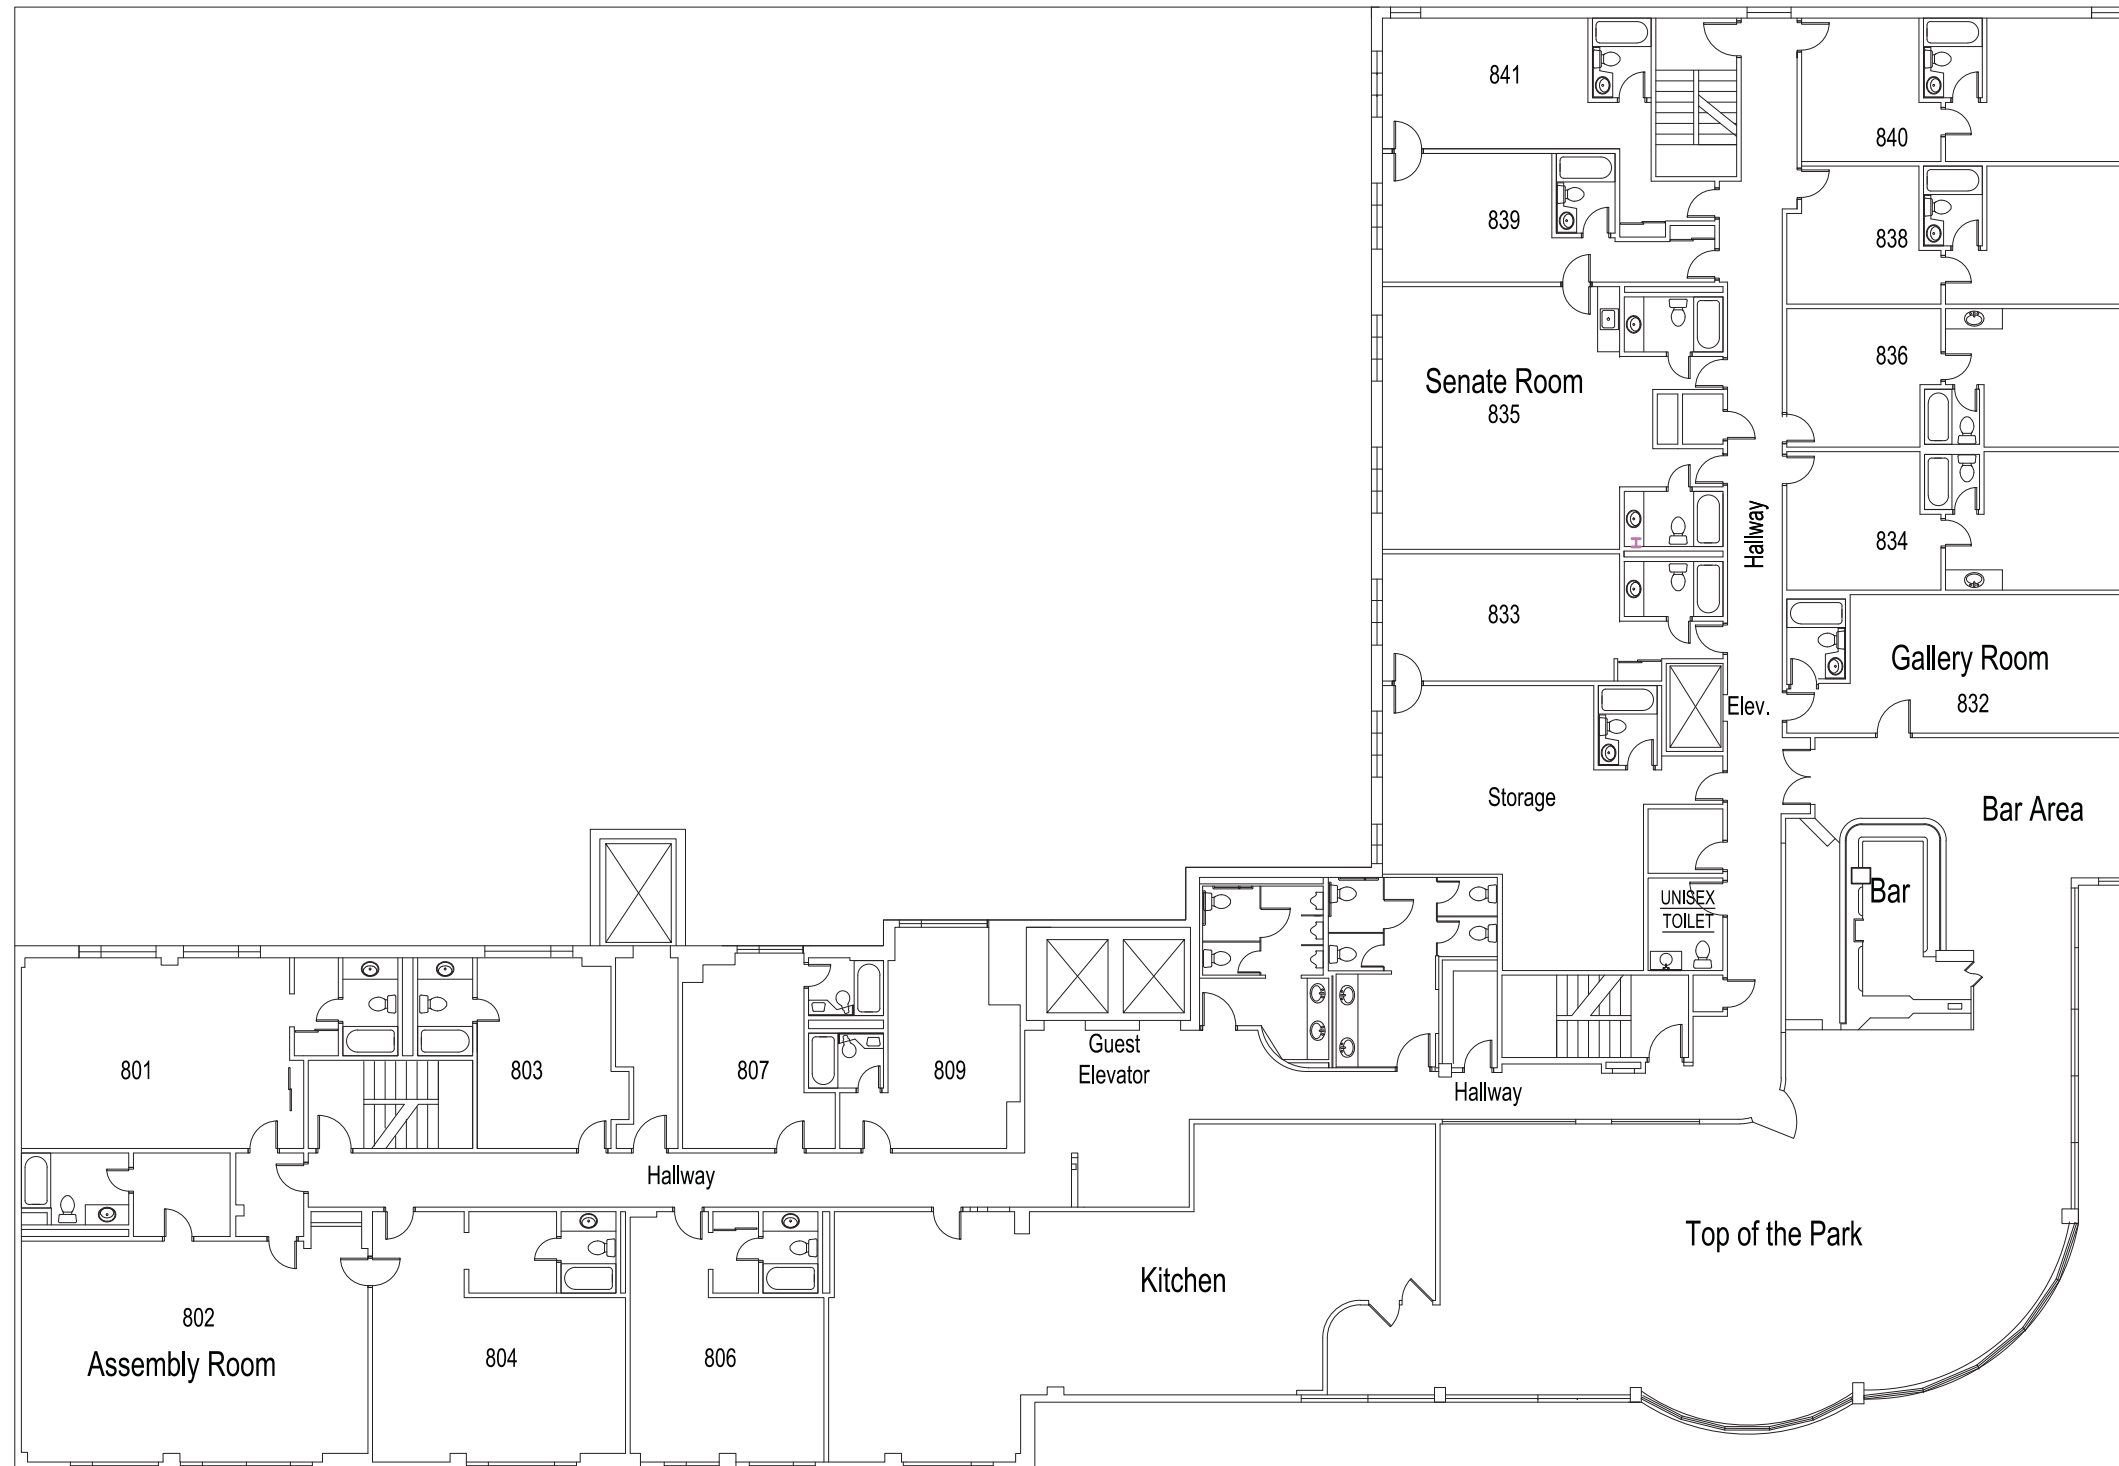 841
840
839
838
836
Senate Room
835
Hallway
834
833
Gallery Room
832
Elev.
Storage
Bar Area
Bar
UNISEX
TOILET
801
803
807
809
Guest
Elevator
Hallway
Hallway
Top of the Park
Kitchen
802
Assembly Room
804
806